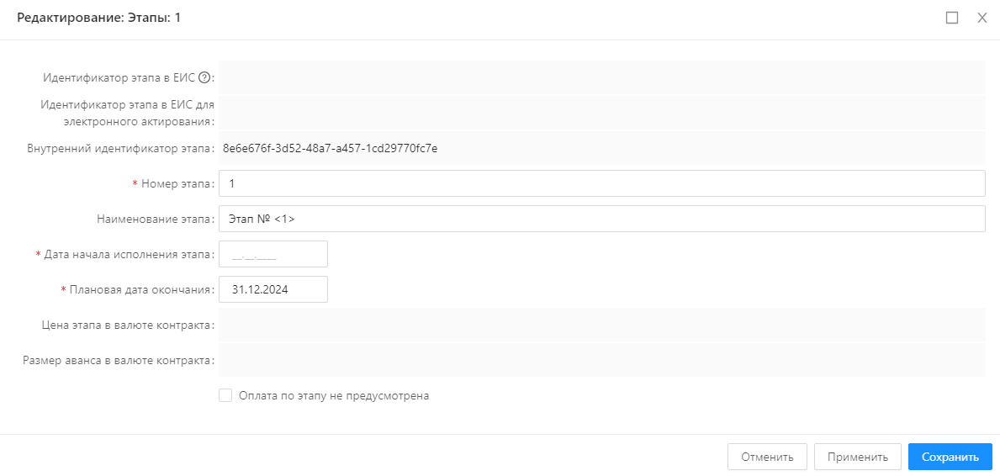 Редактирование: Этапы: 1
Идентификатор этапа в ЕИС ?:
Идентификатор этапа в ЕИС для
электронного актирования:
Внутренний идентификатор этапа: 8e6e676f-3d52-48a7-a457-1cd29770fc7e
* Номер этапа: 1
Наименование этапа: Этап № <1>
* Дата начала исполнения этапа: __.__.____
* Плановая дата окончания: 31.12.2024
Цена этапа в валюте контракта:
Размер аванса в валюте контракта:
Оплата по этапу не предусмотрена
Отменить Применить Сохранить